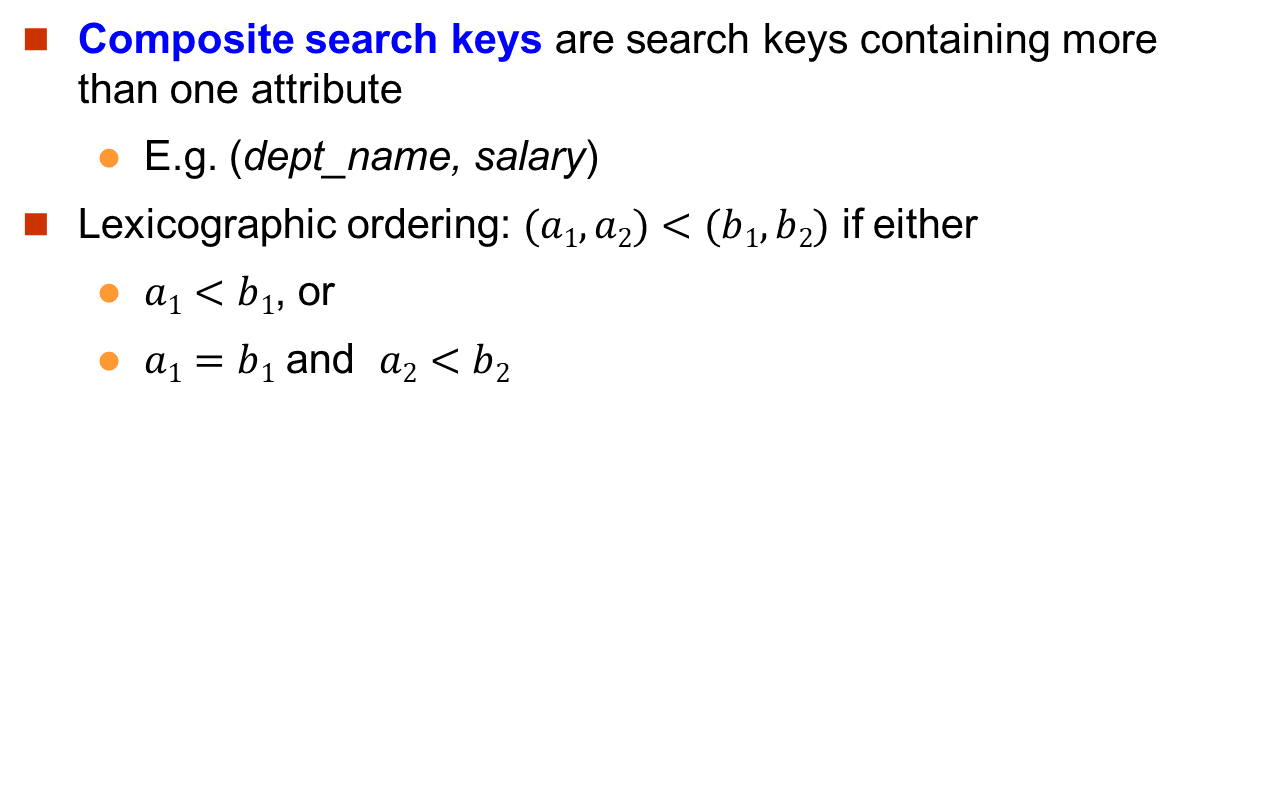 Composite search keys are search keys containing more
than one attribute
E.g. (dept_name, salary)
Lexicographic ordering: (a₁, a₂) < (b₁, b₂) if either
a₁ < b₁, or
a₁ = b₁ and a₂ < b₂